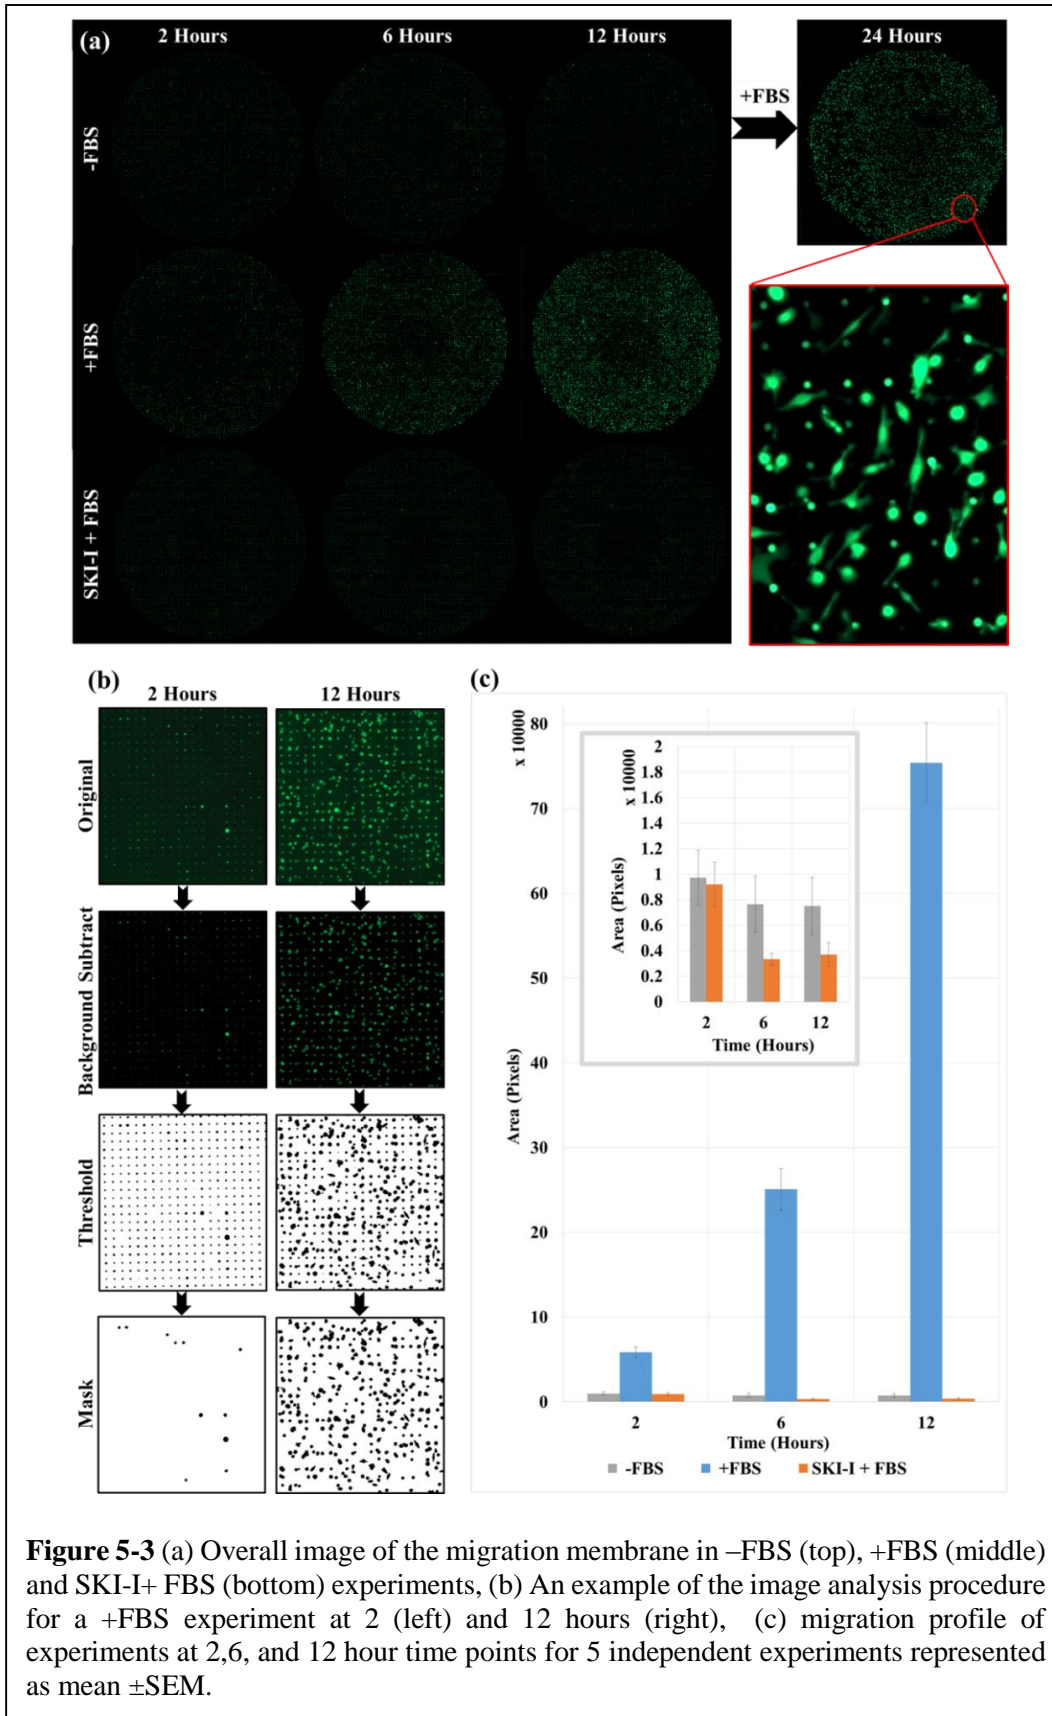 (a)
2 Hours
6 Hours
12 Hours
24 Hours
-FBS
+FBS
SKI-I + FBS
+FBS
(b)
2 Hours
12 Hours
Original
Background Subtract
Threshold
Mask
(c)
x 10000
80
70
60
50
40
30
20
10
0
Area (Pixels)
2
6
12
Time (Hours)
-FBS
+FBS
SKI-I + FBS
x 10000
2
1.8
1.6
1.4
1.2
1
0.8
0.6
0.4
0.2
0
Area (Pixels)
2
6
12
Time (Hours)
Figure 5-3 (a) Overall image of the migration membrane in –FBS (top), +FBS (middle)
and SKI-I+ FBS (bottom) experiments, (b) An example of the image analysis procedure
for a +FBS experiment at 2 (left) and 12 hours (right), (c) migration profile of
experiments at 2,6, and 12 hour time points for 5 independent experiments represented
as mean ±SEM.